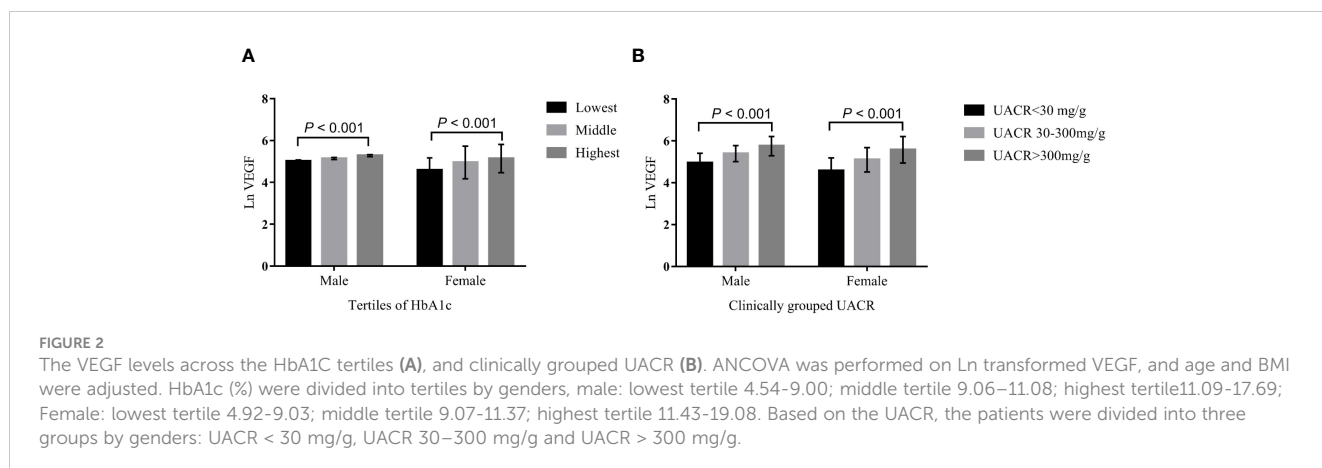 A
B
8
6
4
2
0
Ln VEGF
P < 0.001
P < 0.001
Male
Female
Tertiles of HbA1c
Lowest
Middle
Highest
8
6
4
2
0
Ln VEGF
P < 0.001
P < 0.001
Male
Female
Clinically grouped UACR
UACR<30 mg/g
UACR 30-300mg/g
UACR>300mg/g
FIGURE 2
The VEGF levels across the HbA1C tertiles (A), and clinically grouped UACR (B). ANCOVA was performed on Ln transformed VEGF, and age and BMI
were adjusted. HbA1c (%) were divided into tertiles by genders, male: lowest tertile 4.54-9.00; middle tertile 9.06–11.08; highest tertile11.09-17.69;
Female: lowest tertile 4.92-9.03; middle tertile 9.07-11.37; highest tertile 11.43-19.08. Based on the UACR, the patients were divided into three
groups by genders: UACR < 30 mg/g, UACR 30–300 mg/g and UACR > 300 mg/g.